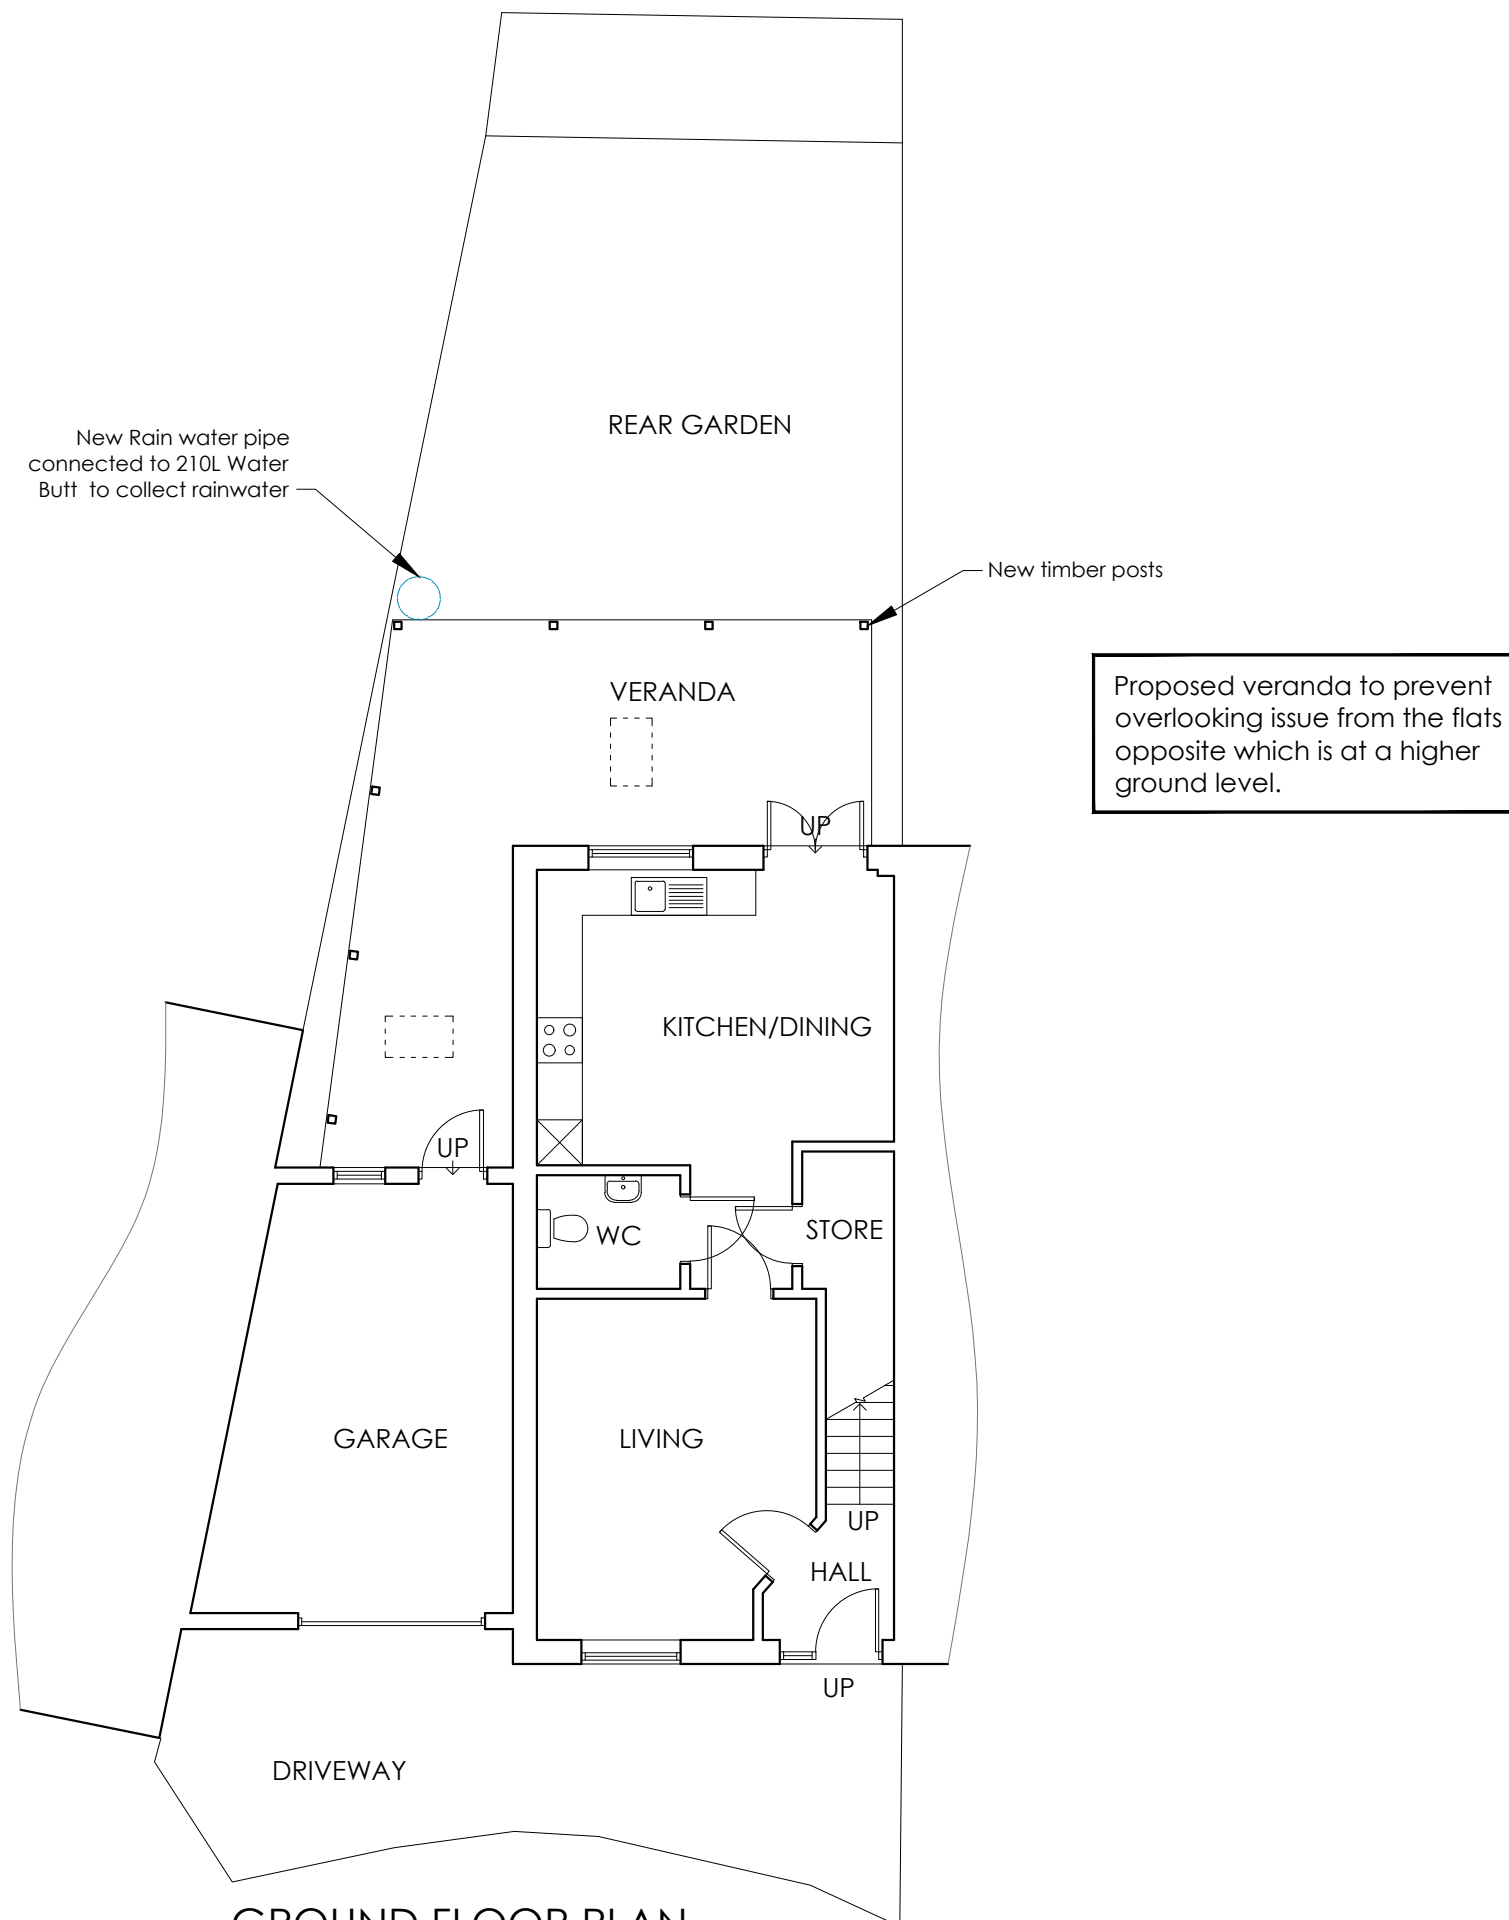 REAR GARDEN
New Rain water pipe
connected to 210L Water
Butt to collect rainwater
New timber posts
VERANDA
Proposed veranda to prevent
overlooking issue from the flats
opposite which is at a higher
ground level.
UP
KITCHEN/DINING
UP
WC
STORE
GARAGE
LIVING
UP
HALL
UP
DRIVEWAY
GROUND FLOOR PLAN